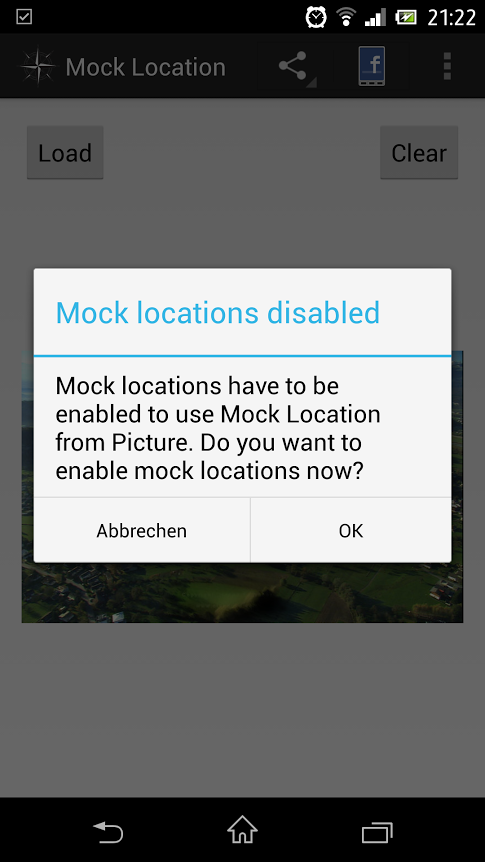 21:22
Mock Location
f
Load
Clear
Mock locations disabled
Mock locations have to be
enabled to use Mock Location
from Picture. Do you want to
enable mock locations now?
Abbrechen
OK